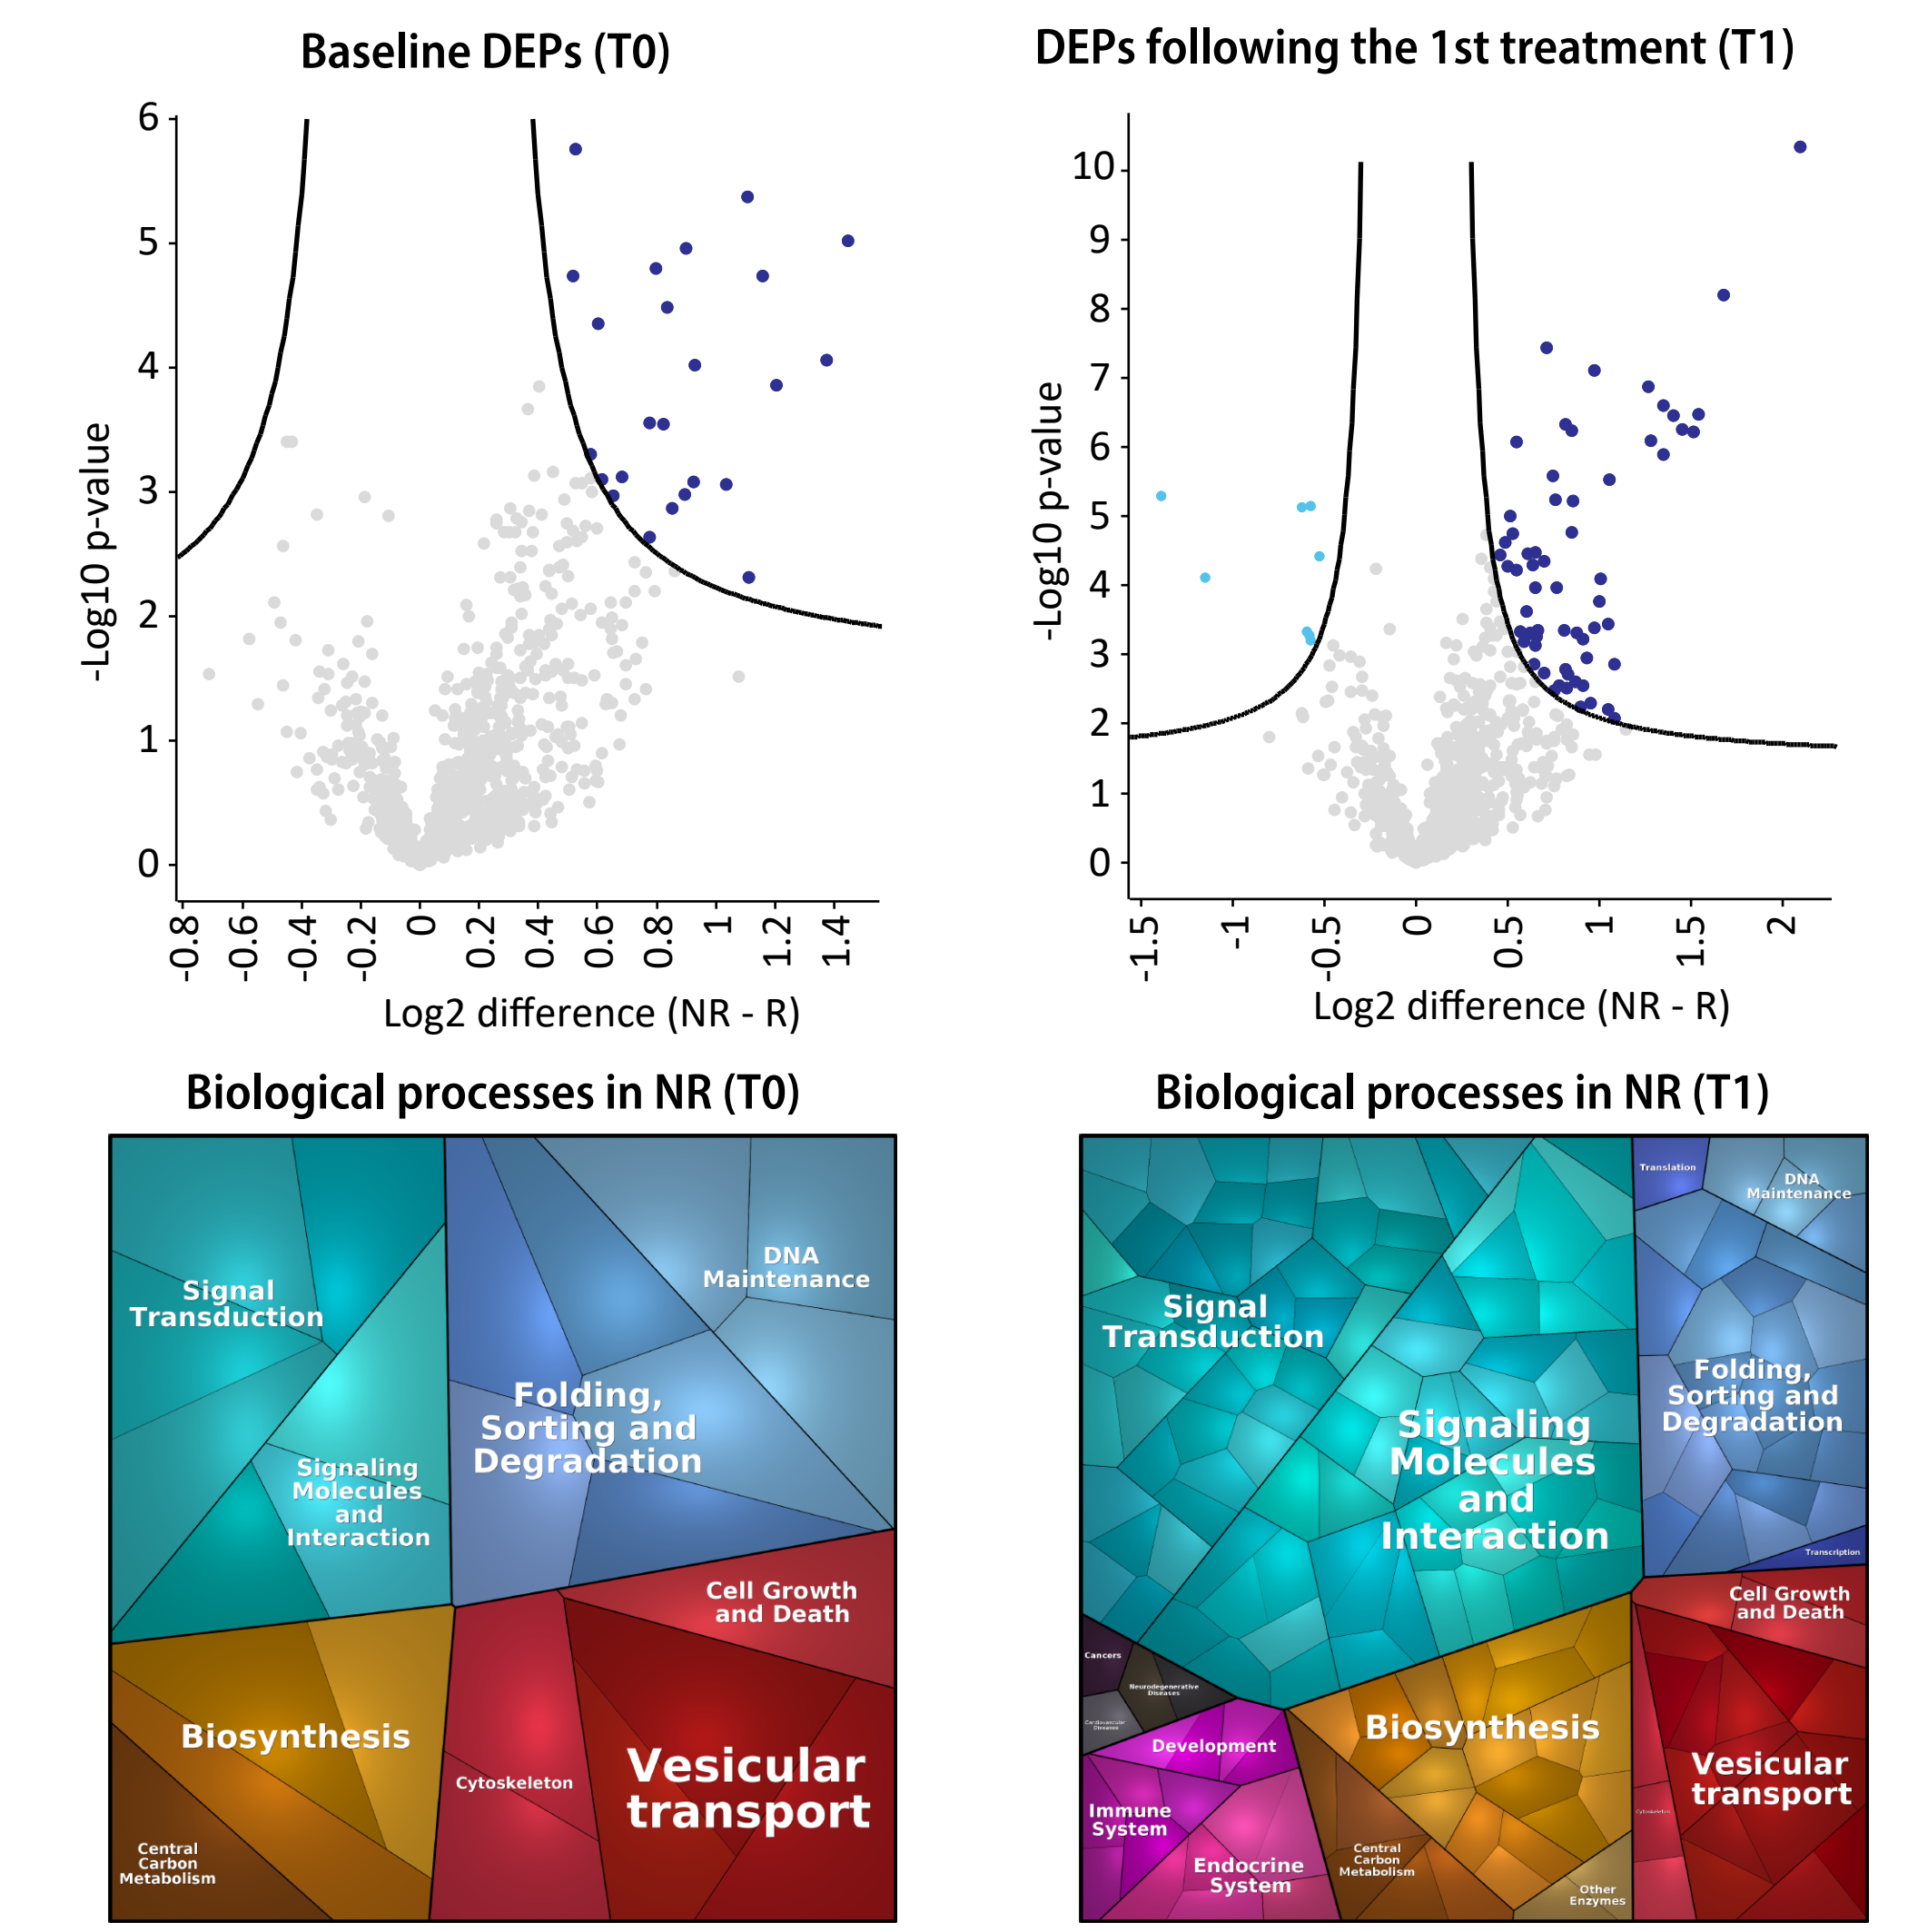 Baseline DEPs (T0)
DEPs following the 1st treatment (T1)
-Log10 p-value
6
5
4
3
2
1
0
-0.8
-0.6
-0.4
-0.2
0
0.2
0.4
0.6
0.8
1
1.2
1.4
Log2 difference (NR - R)
-Log10 p-value
10
9
8
7
6
5
4
3
2
1
0
-1.5
-1
-0.5
0
0.5
1
1.5
2
Log2 difference (NR - R)
Biological processes in NR (T0)
Signal
Transduction
DNA
Maintenance
Folding,
Sorting and
Degradation
Signaling
Molecules
and
Interaction
Cell Growth
and Death
Biosynthesis
Cytoskeleton
Vesicular
transport
Central
Carbon
Metabolism
Biological processes in NR (T1)
Translation
DNA
Maintenance
Signal
Transduction
Folding,
Sorting and
Degradation
Signaling
Molecules
and
Interaction
Transcription
Cell Growth
and Death
Cancers
Neurodegenerative
Diseases
Cardiovascular
Diseases
Development
Biosynthesis
Vesicular
transport
Immune
System
Cytoskeleton
Endocrine
System
Central
Carbon
Metabolism
Other
Enzymes